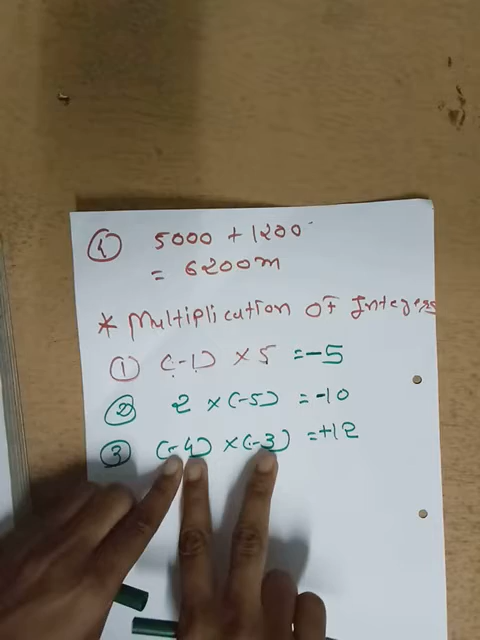 ① 5000 + 1200
= 6200m
* Multiplication Of Integers
① (-1) × 5 = -5
② 2 × (-5) = -10
③ (-4) × (-3) = +12